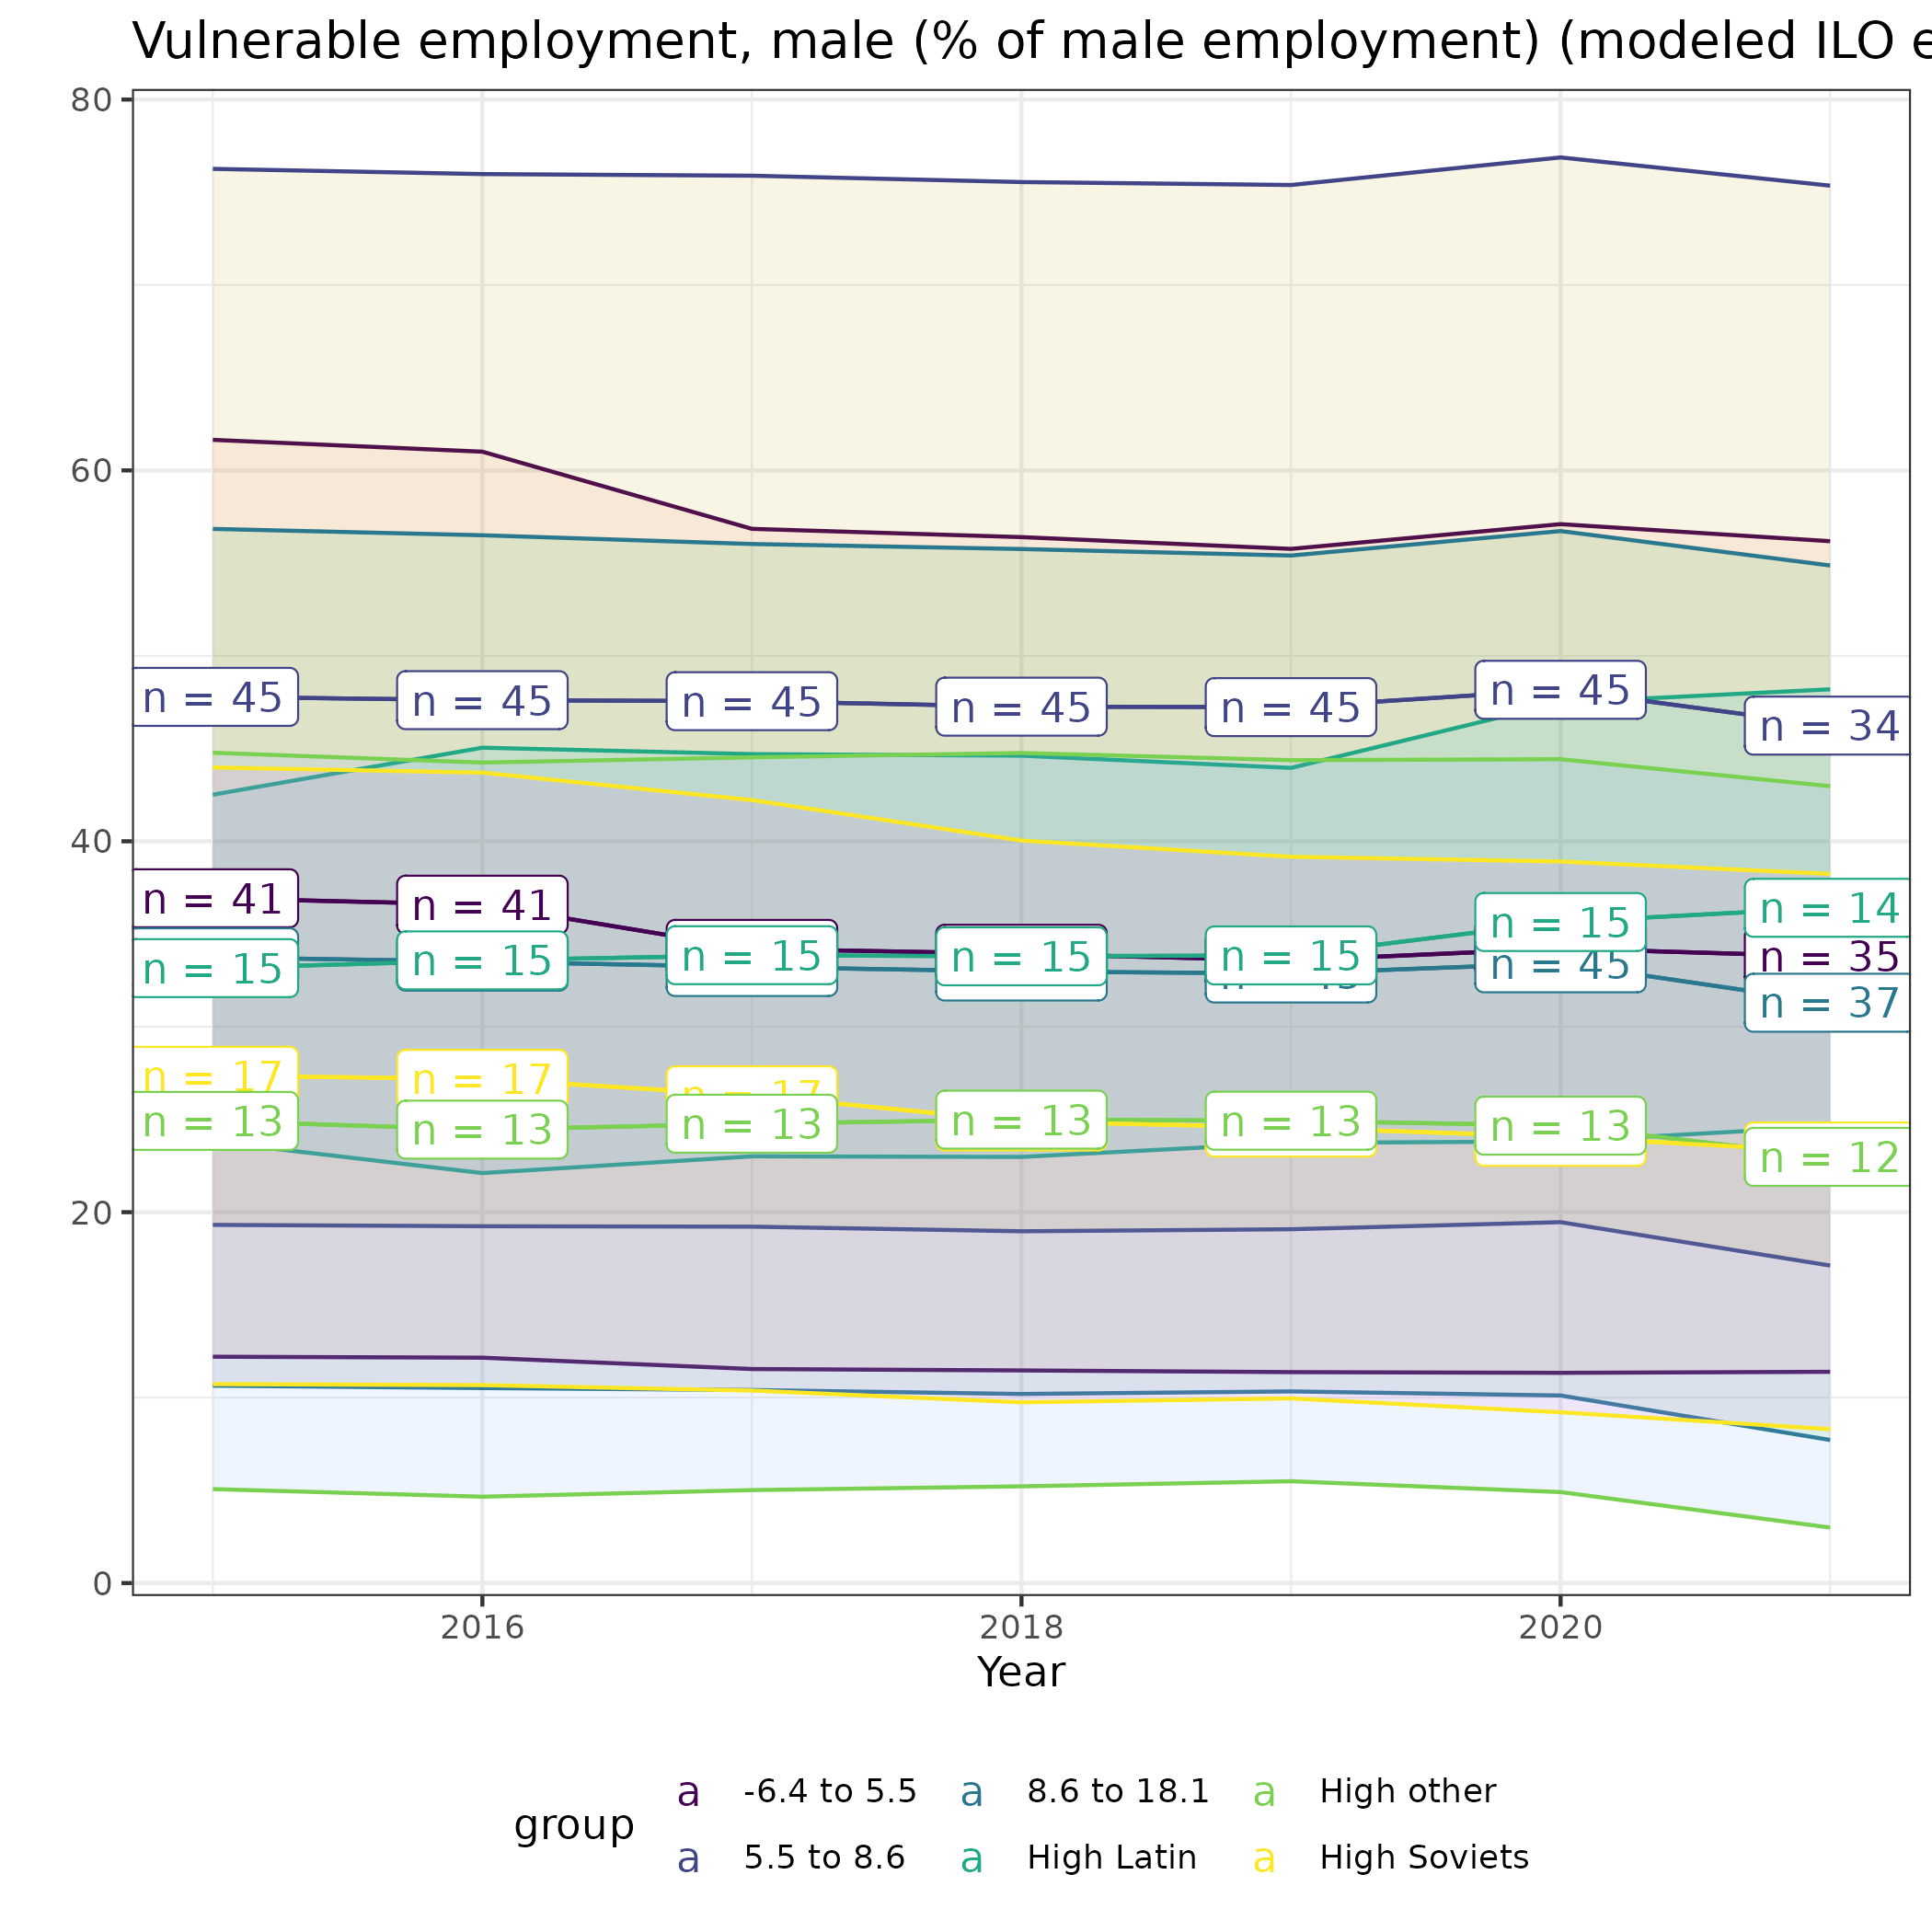 Vulnerable employment, male (% of male employment) (modeled ILO e
80
60
40
20
0
n = 45
n = 45
n = 45
n = 45
n = 45
n = 45
n = 34
n = 41
n = 41
n = 15
n = 15
n = 15
n = 15
n = 15
n = 15
n = 14
n = 35
n = 45
n = 37
n = 17
n = 17
n = 17
n = 13
n = 13
n = 13
n = 13
n = 13
n = 13
n = 12
2016
2018
2020
Year
group
a -6.4 to 5.5
a 8.6 to 18.1
a High other
a 5.5 to 8.6
a High Latin
a High Soviets